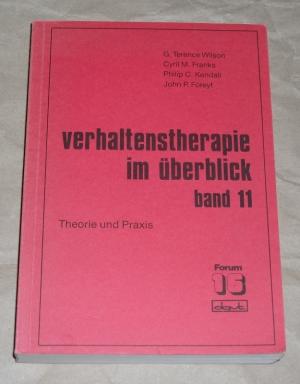 G. Terence Wilson
Cyril M. Franks
Philip C. Kendall
John P. Foreyt
verhaltenstherapie
im überblick
band 11
Theorie und Praxis
Forum
16
dgvt